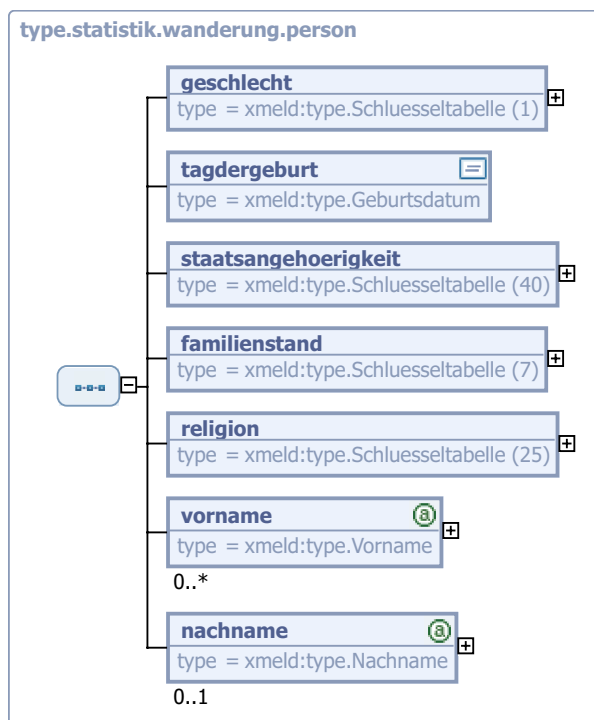 type.statistik.wanderung.person
geschlecht
type = xmeld:type.Schluesseltabelle (1)
tagdergeburt
type = xmeld:type.Geburtsdatum
staatsangehoerigkeit
type = xmeld:type.Schluesseltabelle (40)
familienstand
type = xmeld:type.Schluesseltabelle (7)
religion
type = xmeld:type.Schluesseltabelle (25)
vorname a
type = xmeld:type.Vorname
0..*
nachname a
type = xmeld:type.Nachname
0..1